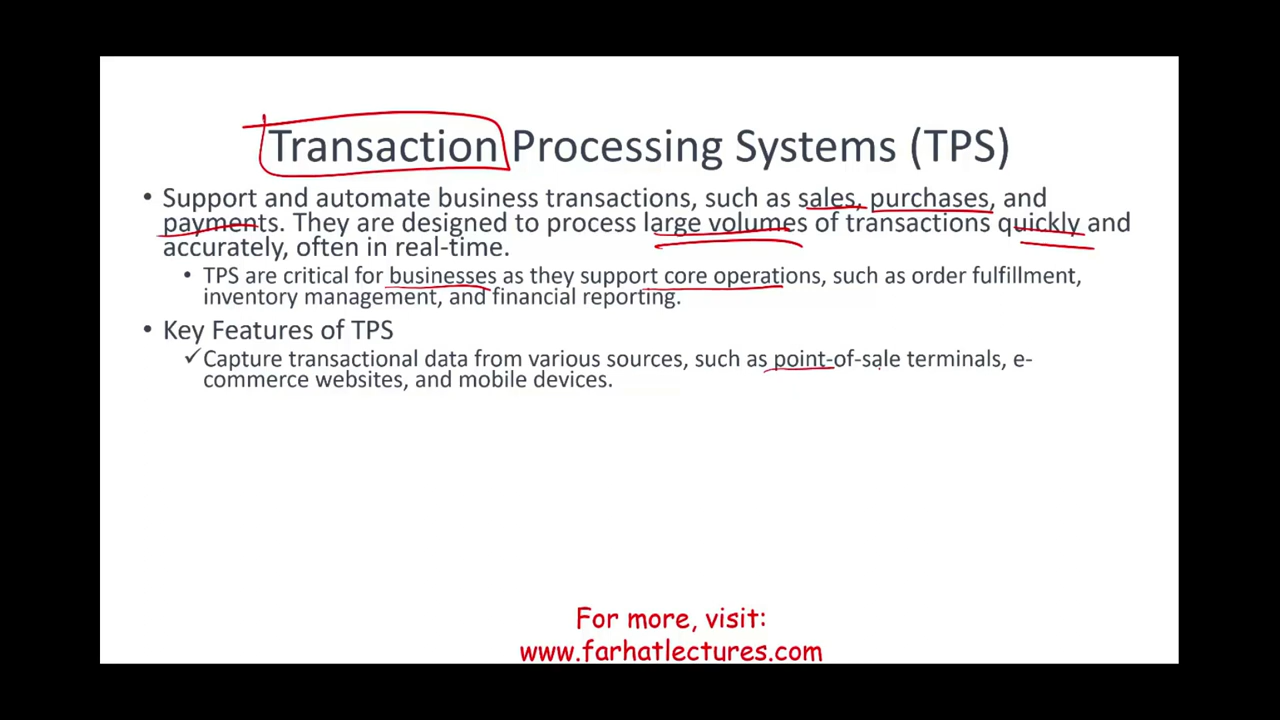 Transaction Processing Systems (TPS)
• Support and automate business transactions, such as sales, purchases, and
payments. They are designed to process large volumes of transactions quickly and
accurately, often in real-time.
• TPS are critical for businesses as they support core operations, such as order fulfillment,
inventory management, and financial reporting.
• Key Features of TPS
✓Capture transactional data from various sources, such as point-of-sale terminals, e-
commerce websites, and mobile devices.
For more, visit:
www.farhatlectures.com